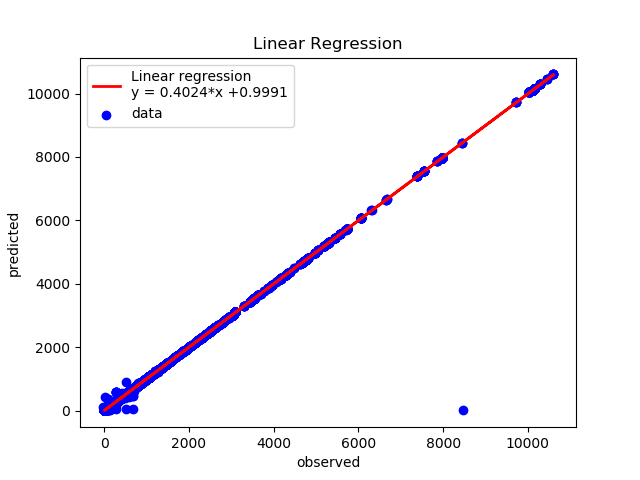 Linear Regression
Linear regression
y = 0.4024*x +0.9991
data
10000
8000
6000
4000
2000
0
predicted
0 2000 4000 6000 8000 10000
observed